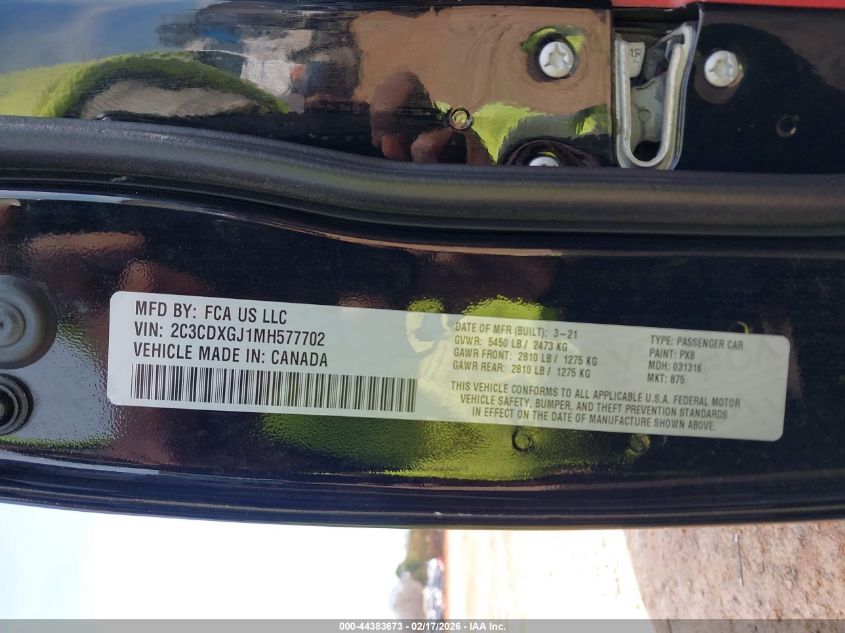 MFD BY: FCA US LLC
VIN: 2C3CDXGJ1MH577702
VEHICLE MADE IN: CANADA
DATE OF MFR (BUILT): 3-21
GVWR: 5450 LB / 2473 KG
GAWR FRONT: 2810 LB / 1275 KG
GAWR REAR: 2810 LB / 1275 KG
TYPE: PASSENGER CAR
PAINT: PX8
MDH: 031316
MKT: 875
THIS VEHICLE CONFORMS TO ALL APPLICABLE U.S.A. FEDERAL MOTOR
VEHICLE SAFETY, BUMPER, AND THEFT PREVENTION STANDARDS
IN EFFECT ON THE DATE OF MANUFACTURE SHOWN ABOVE.
000-44383673 - 02/17/2026 - IAA Inc.